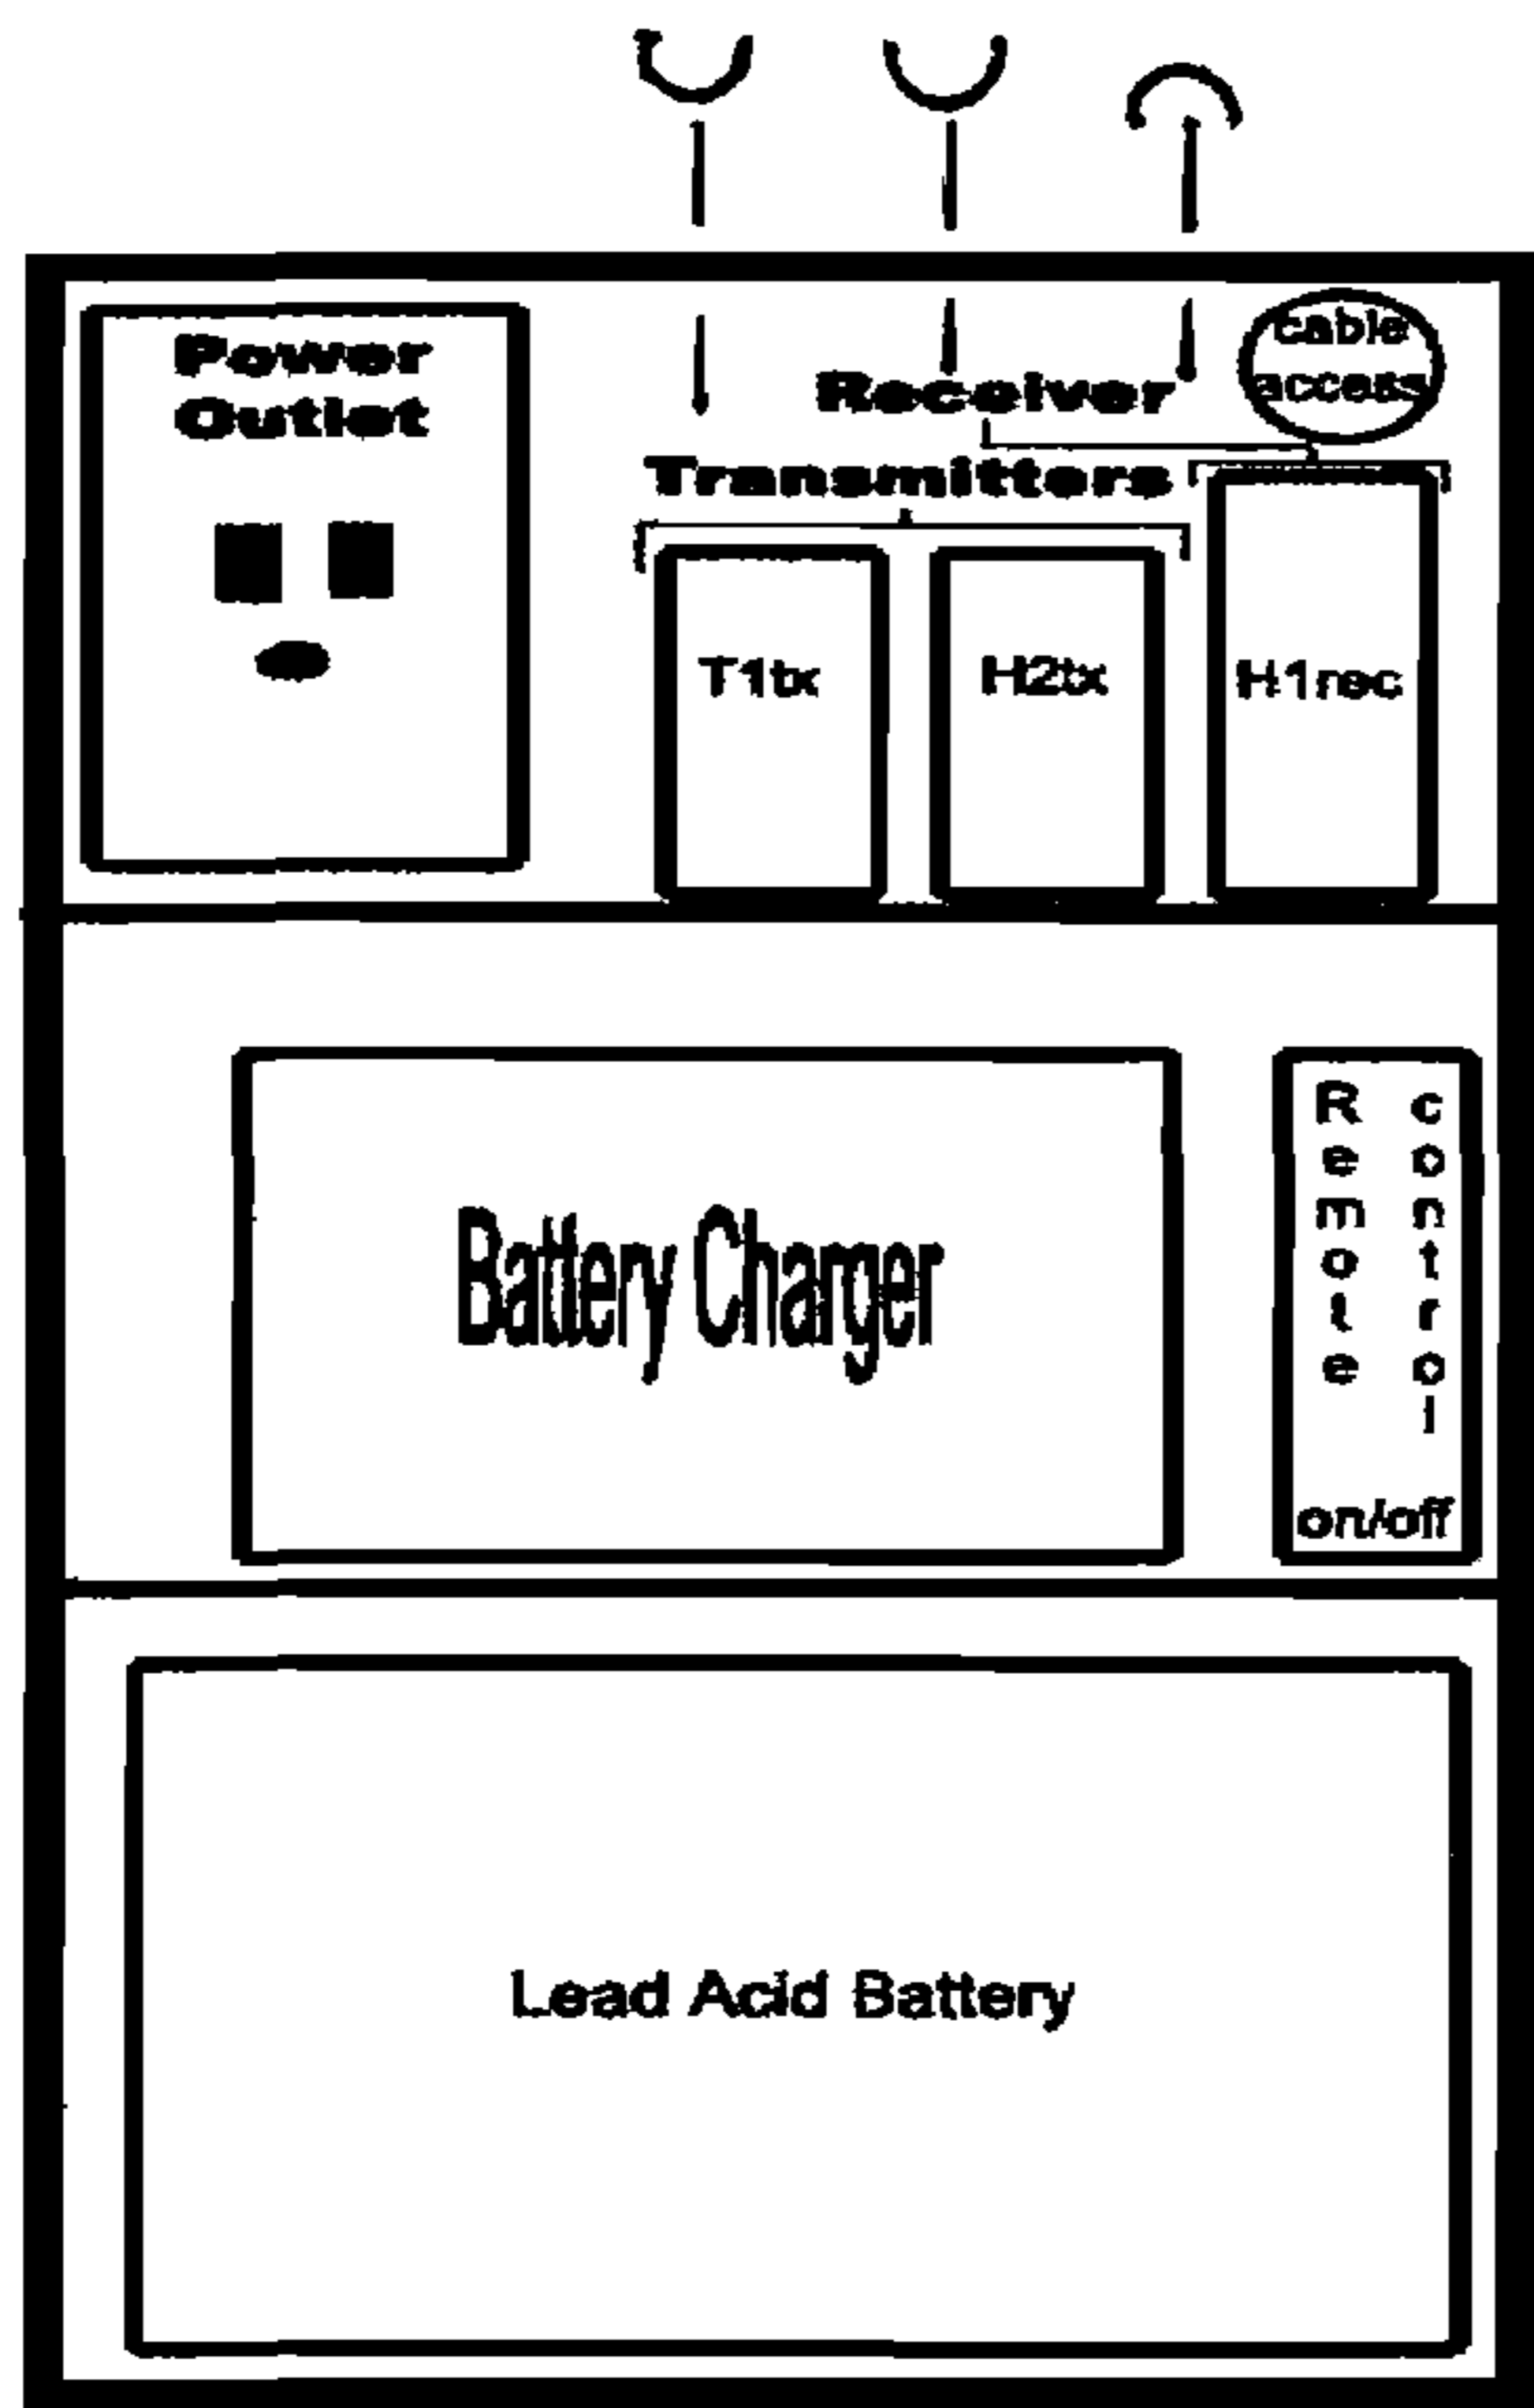 Power
Outlet
cable
access
Receiver
Transmitters
T1tx
H2tx
H1rec
Battery Charger
Remote
control
on/off
Lead Acid Battery